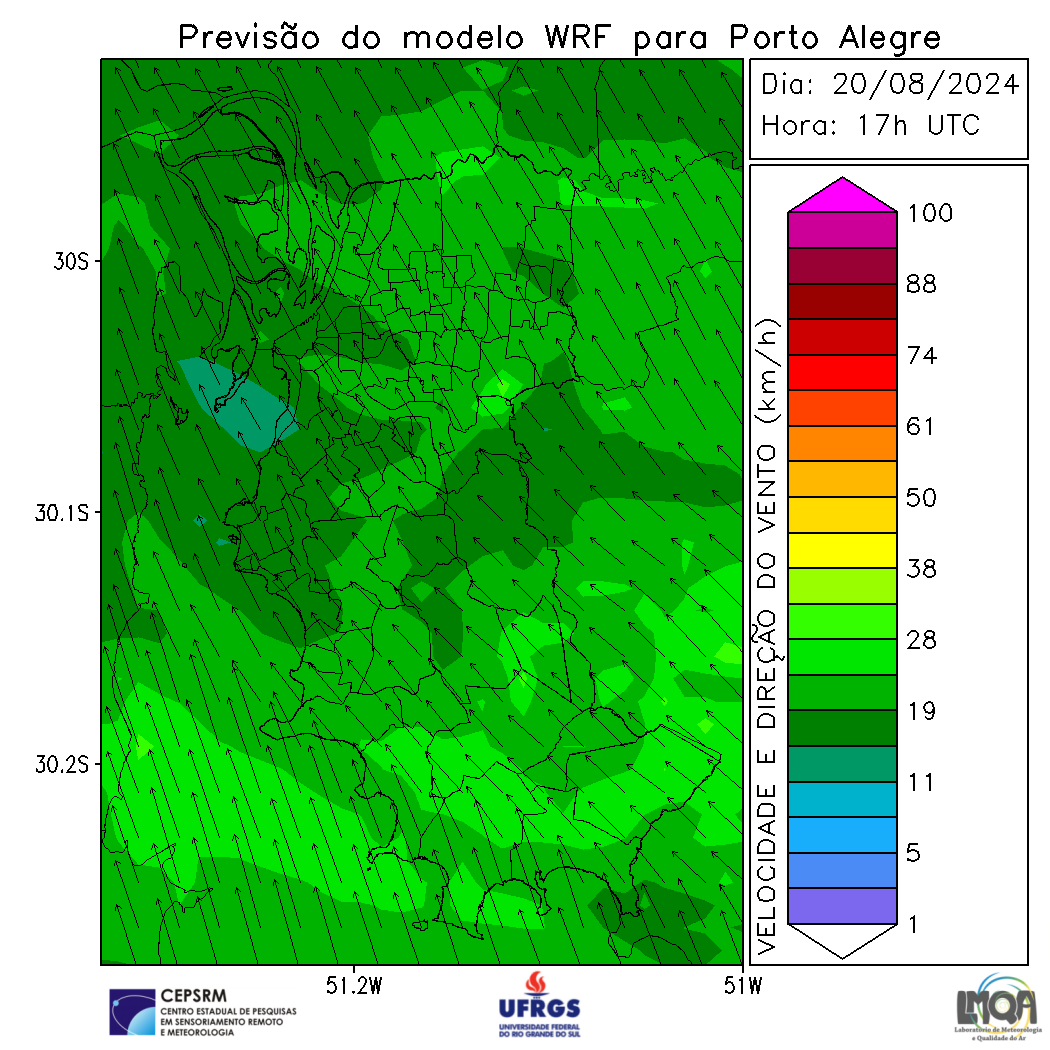 Previsão do modelo WRF para Porto Alegre
Dia: 20/08/2024
Hora: 17h UTC
30S
30.1S
30.2S
51.2W
51W
VELOCIDADE E DIREÇÃO DO VENTO (km/h)
100
88
74
61
50
38
28
19
11
5
1
CEPSRM
CENTRO ESTADUAL DE PESQUISAS
EM SENSORIAMENTO REMOTO
E METEOROLOGIA
UFRGS
UNIVERSIDADE FEDERAL
DO RIO GRANDE DO SUL
LMQA
Laboratório de Meteorologia
e Qualidade do Ar